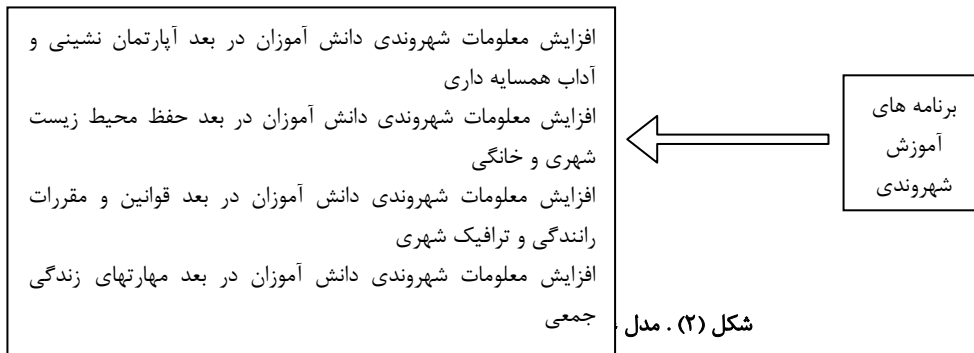 برنامه های
آموزش
شهروندی
افزایش معلومات شهروندی دانش آموزان در بعد آپارتمان نشینی و
آداب همسایه داری
افزایش معلومات شهروندی دانش آموزان در بعد حفظ محیط زیست
شهری و خانگی
افزایش معلومات شهروندی دانش آموزان در بعد قوانین و مقررات
رانندگی و ترافیک شهری
افزایش معلومات شهروندی دانش آموزان در بعد مهارتهای زندگی
جمعی
شکل (۲) . مدل